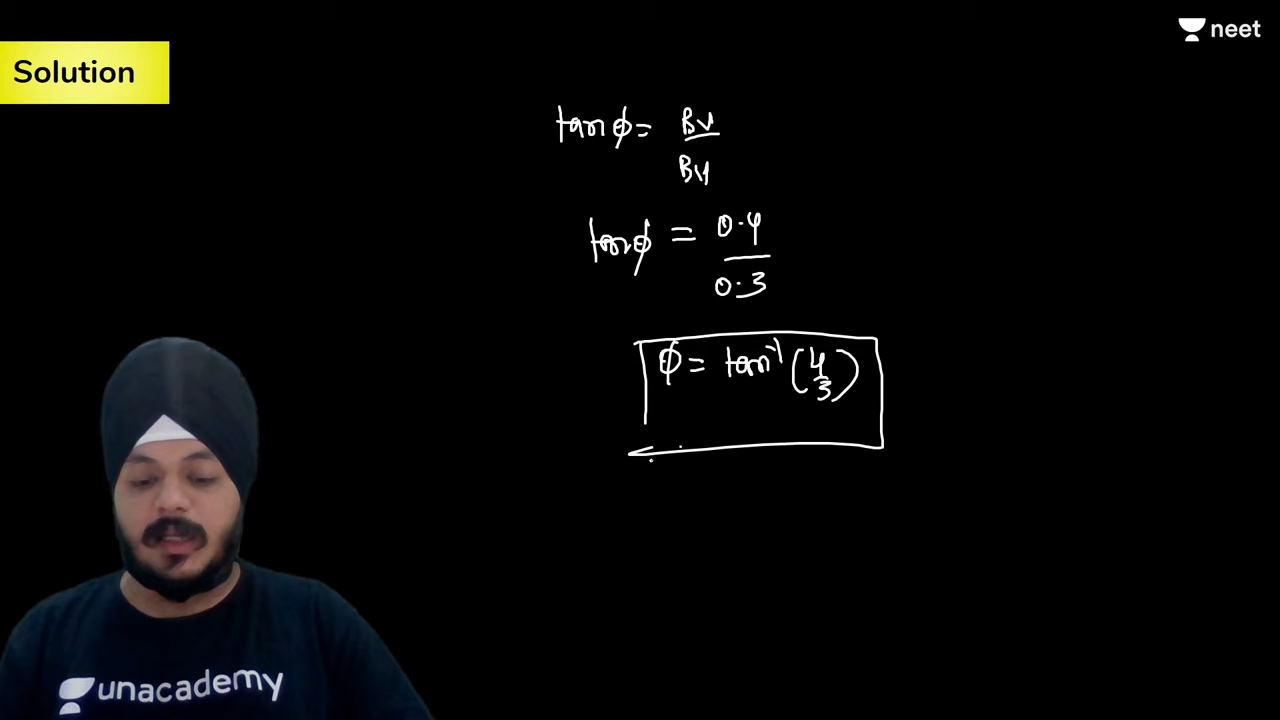 neet
Solution
tanϕ = BV
BH
tanϕ = 0.4
0.3
ϕ = tan⁻¹ (4/3)
unacademy